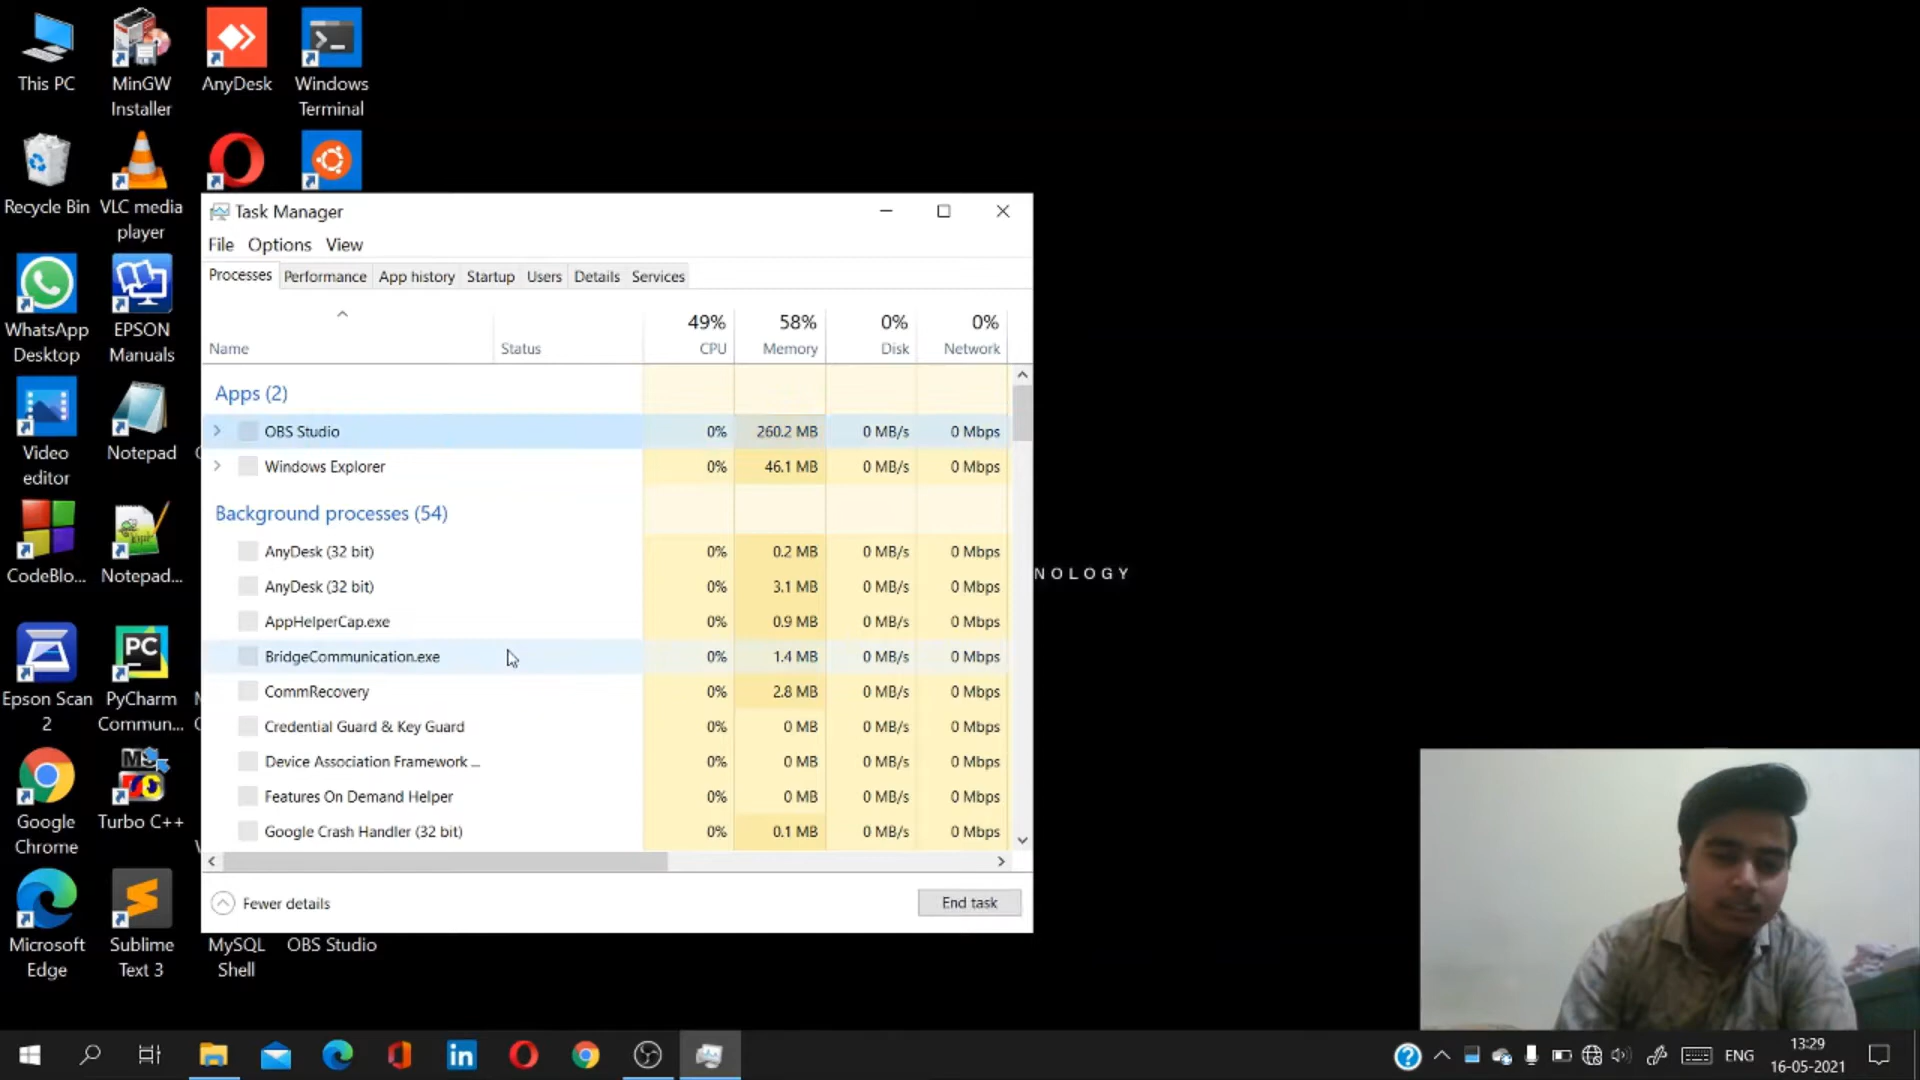 This PC
MinGW
Installer
AnyDesk
Windows
Terminal
Recycle Bin
VLC media
player
WhatsApp
Desktop
EPSON
Manuals
Video
editor
Notepad
CodeBlo...
Notepad...
Epson Scan
2
PyCharm
Commun...
Google
Chrome
Turbo C++
Microsoft
Edge
Sublime
Text 3
MySQL
Shell
OBS Studio
Task Manager
File Options View
Processes Performance App history Startup Users Details Services
49% 58% 0% 0%
Name Status CPU Memory Disk Network
Apps (2)
OBS Studio 0% 260.2 MB 0 MB/s 0 Mbps
Windows Explorer 0% 46.1 MB 0 MB/s 0 Mbps
Background processes (54)
AnyDesk (32 bit) 0% 0.2 MB 0 MB/s 0 Mbps
AnyDesk (32 bit) 0% 3.1 MB 0 MB/s 0 Mbps
AppHelperCap.exe 0% 0.9 MB 0 MB/s 0 Mbps
BridgeCommunication.exe 0% 1.4 MB 0 MB/s 0 Mbps
CommRecovery 0% 2.8 MB 0 MB/s 0 Mbps
Credential Guard & Key Guard 0% 0 MB 0 MB/s 0 Mbps
Device Association Framework ... 0% 0 MB 0 MB/s 0 Mbps
Features On Demand Helper 0% 0 MB 0 MB/s 0 Mbps
Google Crash Handler (32 bit) 0% 0.1 MB 0 MB/s 0 Mbps
Fewer details
End task
NOLOGY
PC
in
ENG
13:29
16-05-2021